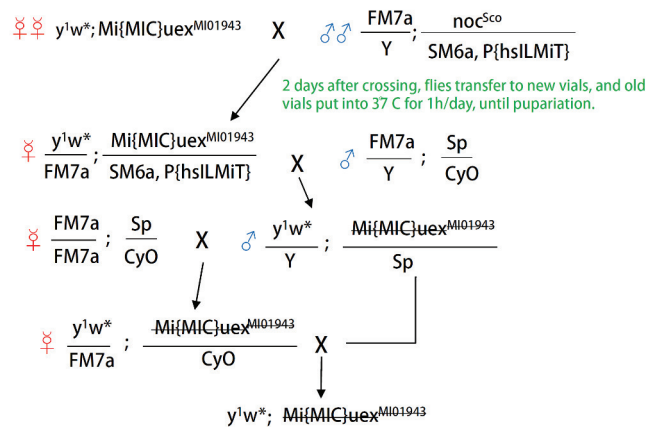 ☿☿ y¹w*; Mi{MIC}uex^MI01943 X ♂♂ FM7a/Y ; noc^Sco/SM6a, P{hsILMiT}
2 days after crossing, flies transfer to new vials, and old
vials put into 37 C for 1h/day, until pupariation.
☿ y¹w*/FM7a ; Mi{MIC}uex^MI01943/SM6a, P{hsILMiT} X ♂ FM7a/Y ; Sp/CyO
☿ FM7a/FM7a ; Sp/CyO X ♂ y¹w*/Y ; Mi{MIC}uex^MI01943/Sp
☿ y¹w*/FM7a ; Mi{MIC}uex^MI01943/CyO X
y¹w*; Mi{MIC}uex^MI01943